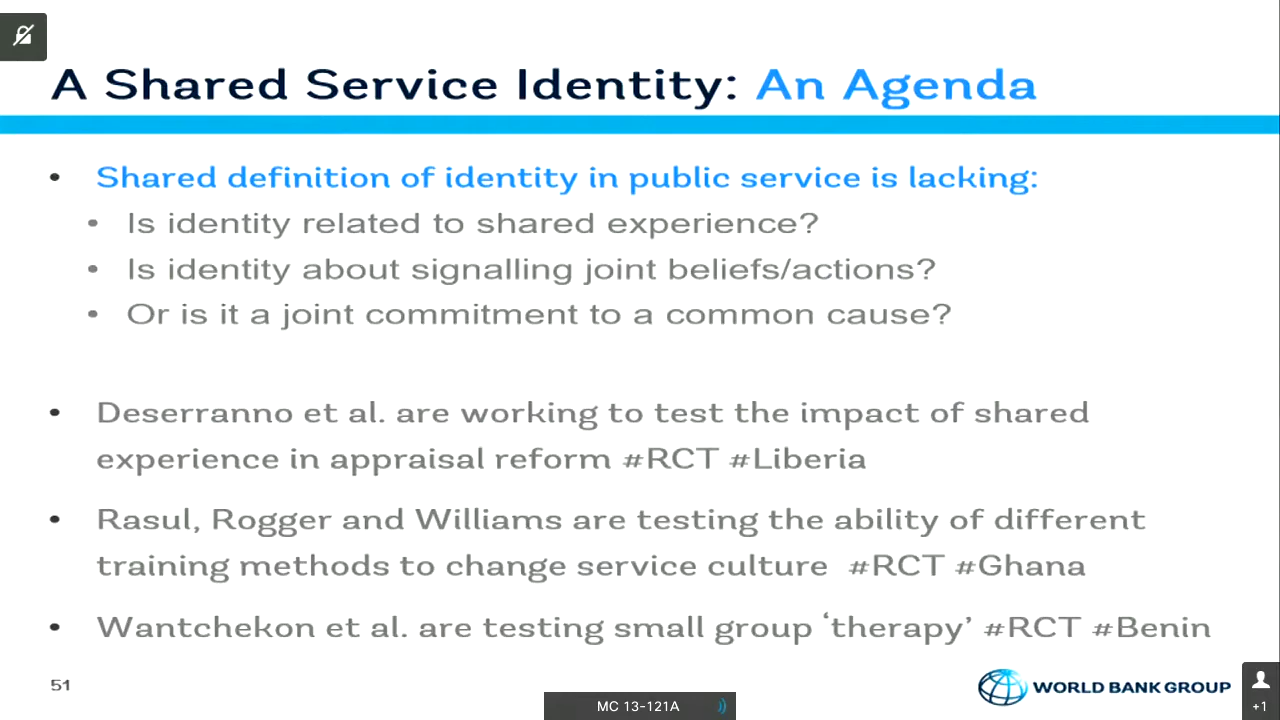 A Shared Service Identity: An Agenda
• Shared definition of identity in public service is lacking:
• Is identity related to shared experience?
• Is identity about signalling joint beliefs/actions?
• Or is it a joint commitment to a common cause?
• Deserranno et al. are working to test the impact of shared
experience in appraisal reform #RCT #Liberia
• Rasul, Rogger and Williams are testing the ability of different
training methods to change service culture #RCT #Ghana
• Wantchekon et al. are testing small group ‘therapy’ #RCT #Benin
51
WORLD BANK GROUP
MC 13-121A
+1